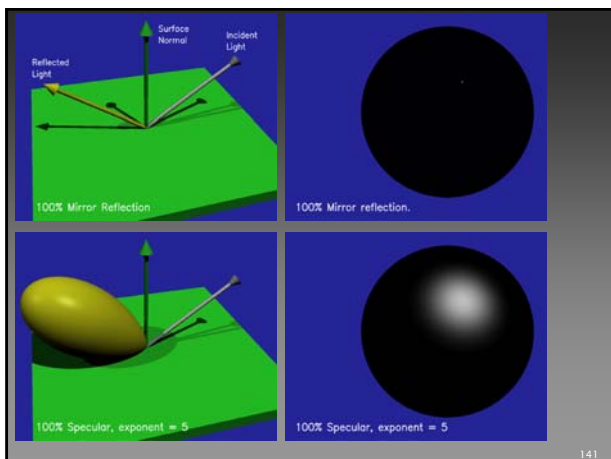 Surface
Normal
Incident
Light
Reflected
Light
100% Mirror Reflection
100% Mirror reflection.
100% Specular, exponent = 5
100% Specular, exponent = 5
141